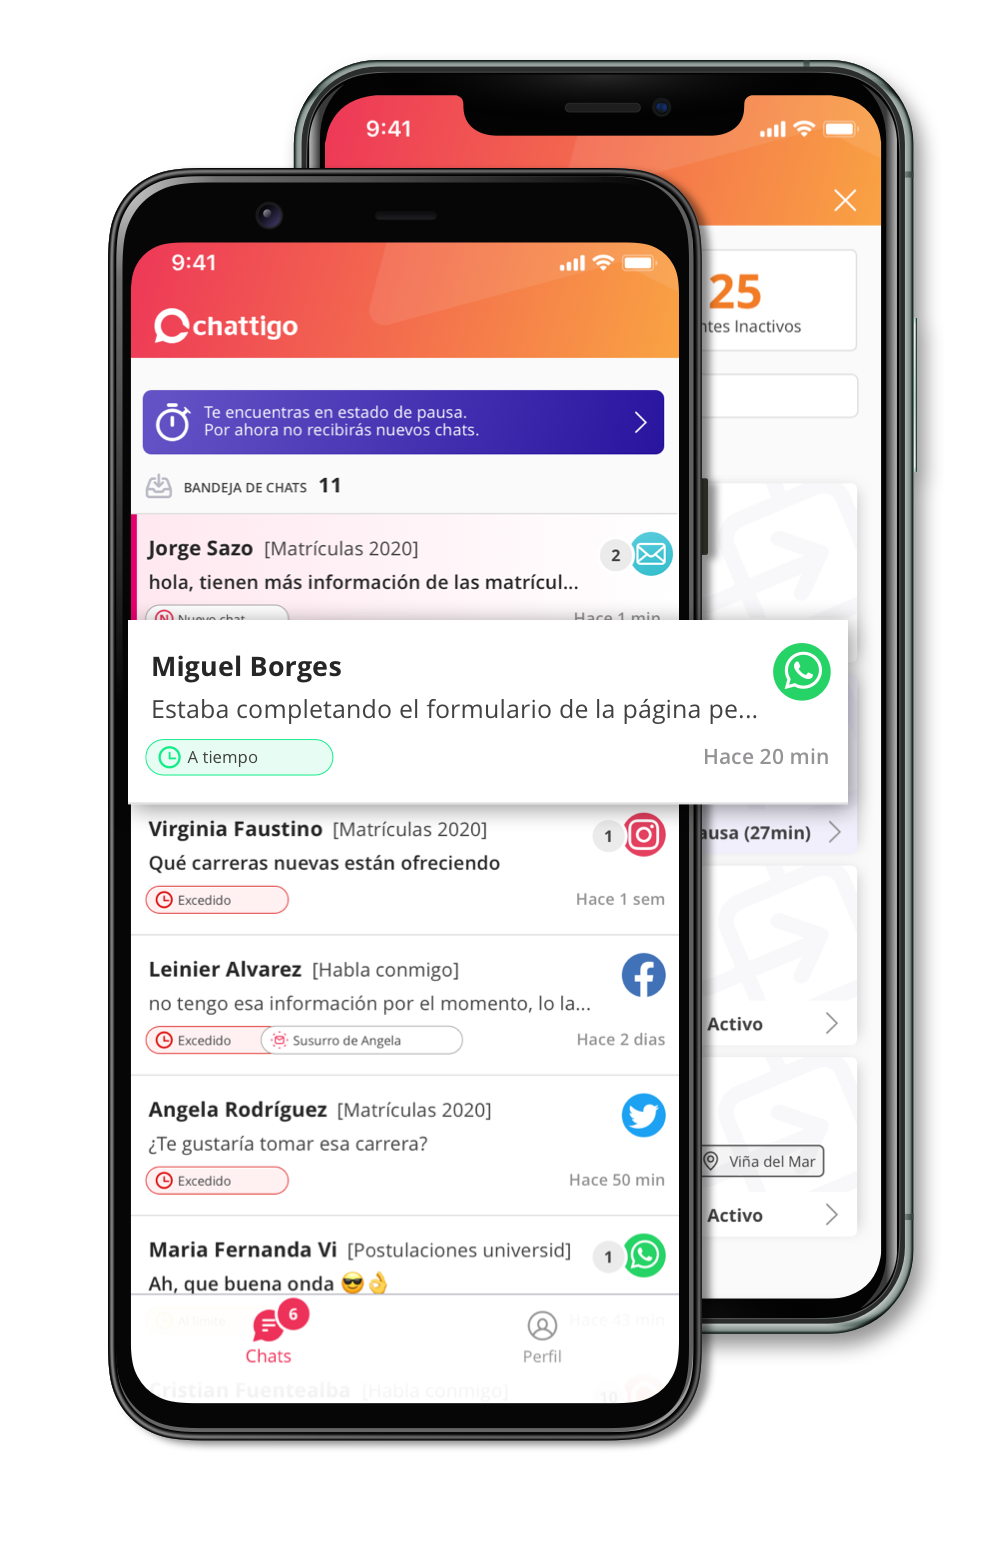 9:41
25
ntes Inactivos
9:41
chattigo
Te encuentras en estado de pausa.
Por ahora no recibirás nuevos chats.
BANDEJA DE CHATS 11
Jorge Sazo [Matrículas 2020]
2
hola, tienen más información de las matrícul...
N Nuevo chat
Hace 1 min
Miguel Borges
Estaba completando el formulario de la página pe...
A tiempo
Hace 20 min
Virginia Faustino [Matrículas 2020]
1
Qué carreras nuevas están ofreciendo
Excedido
Hace 1 sem
ausa (27min)
Leinier Alvarez [Habla conmigo]
no tengo esa información por el momento, lo la...
Excedido
Susurro de Angela
Hace 2 dias
Activo
Angela Rodríguez [Matrículas 2020]
¿Te gustaría tomar esa carrera?
Excedido
Hace 50 min
Viña del Mar
Activo
Maria Fernanda Vi [Postulaciones universid]
1
Ah, que buena onda 😎👌
Hace 43 min
6
Chats
Perfil
Cristian Fuentealba [Habla conmigo]
10